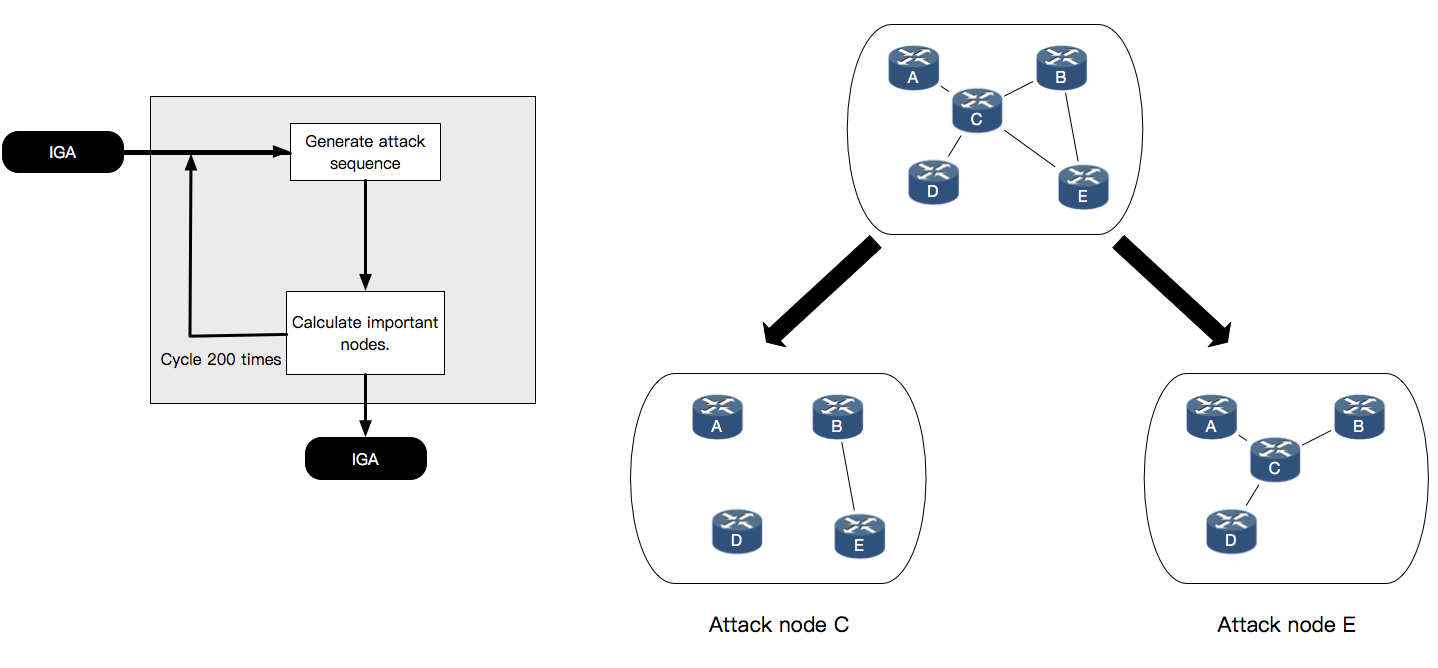 IGA
Generate attack
sequence
Calculate important
nodes.
Cycle 200 times
IGA
A
B
C
D
E
A
B
D
E
Attack node C
A
B
C
D
Attack node E